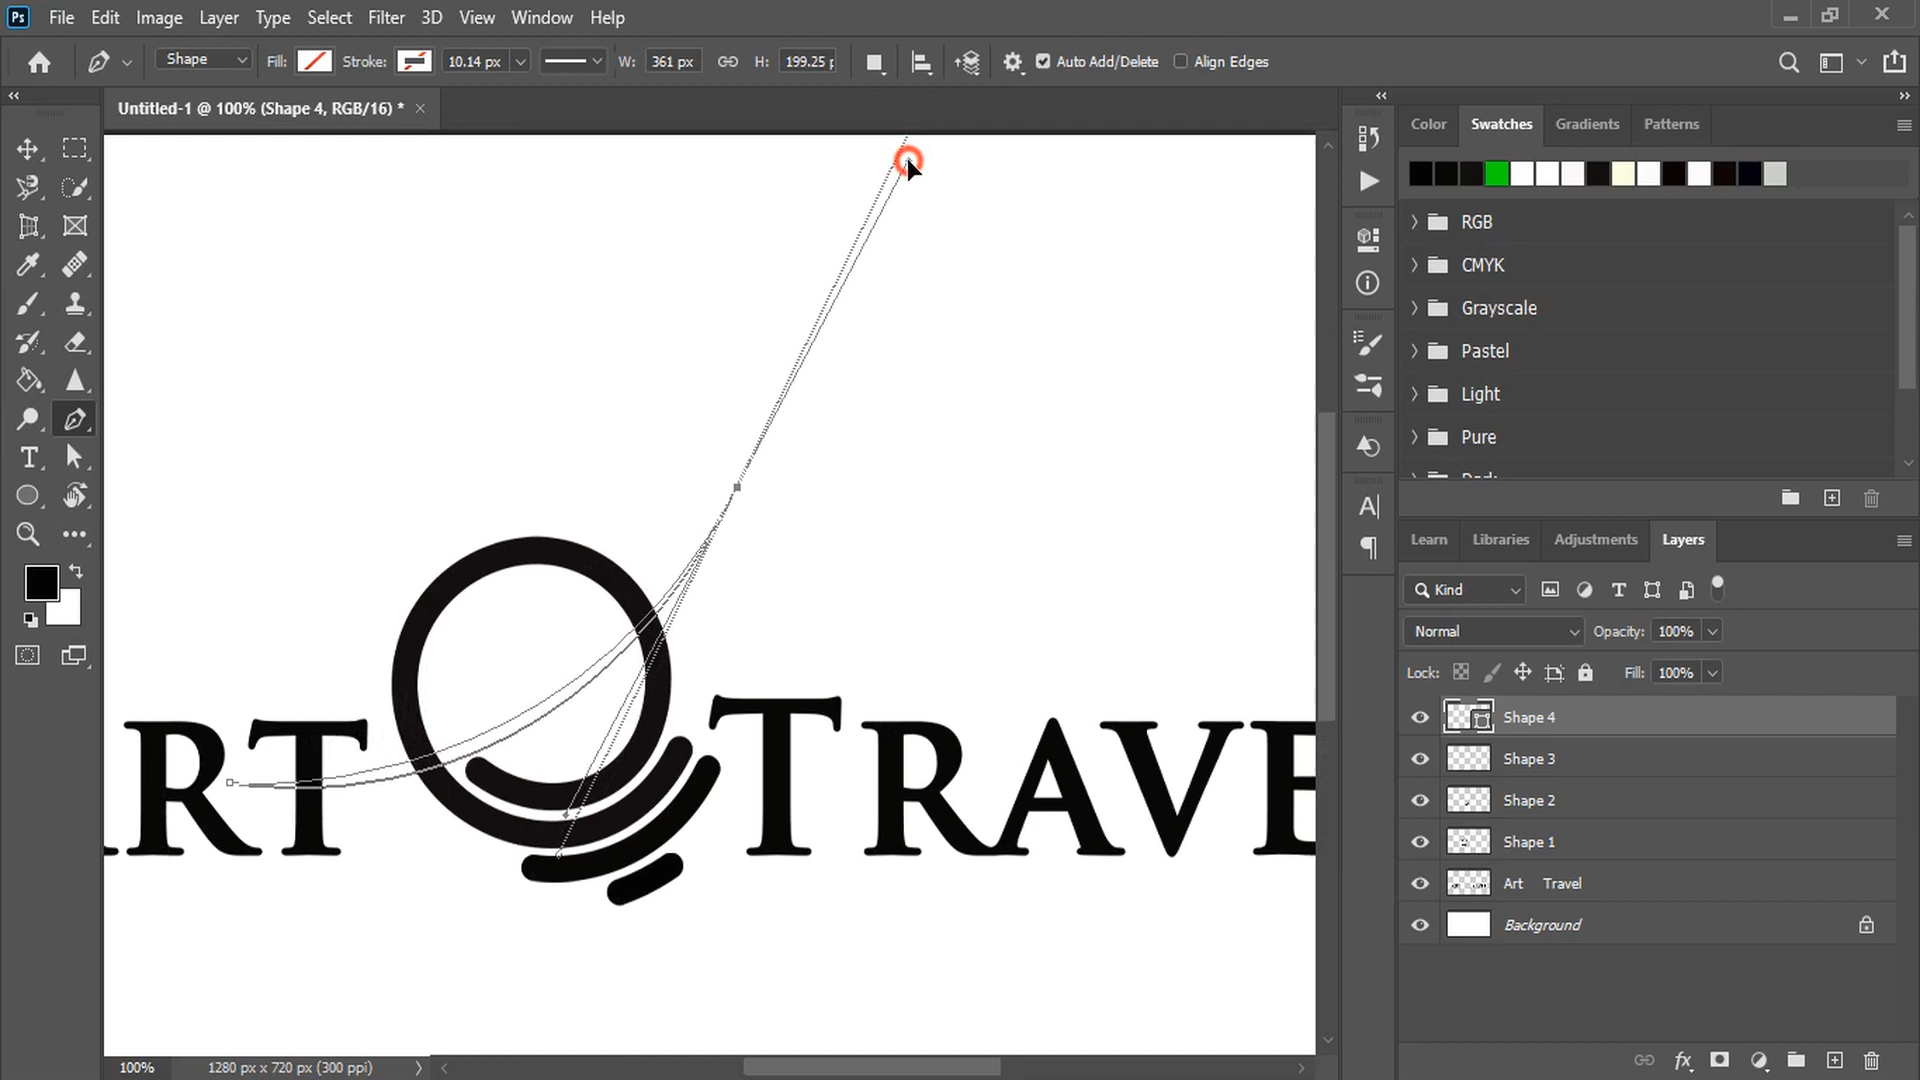 Ps File Edit Image Layer Type Select Filter 3D View Window Help
Shape Fill: Stroke: 10.14 px W: 361 px H: 199.25 p Auto Add/Delete Align Edges
Untitled-1 @ 100% (Shape 4, RGB/16) *
Color Swatches Gradients Patterns
RGB
CMYK
Grayscale
Pastel
Light
Pure
Learn Libraries Adjustments Layers
Kind
Normal Opacity: 100%
Lock: Fill: 100%
Shape 4
Shape 3
Shape 2
Shape 1
Art Travel
Background
ART TRAVE
100% 1280 px x 720 px (300 ppi)